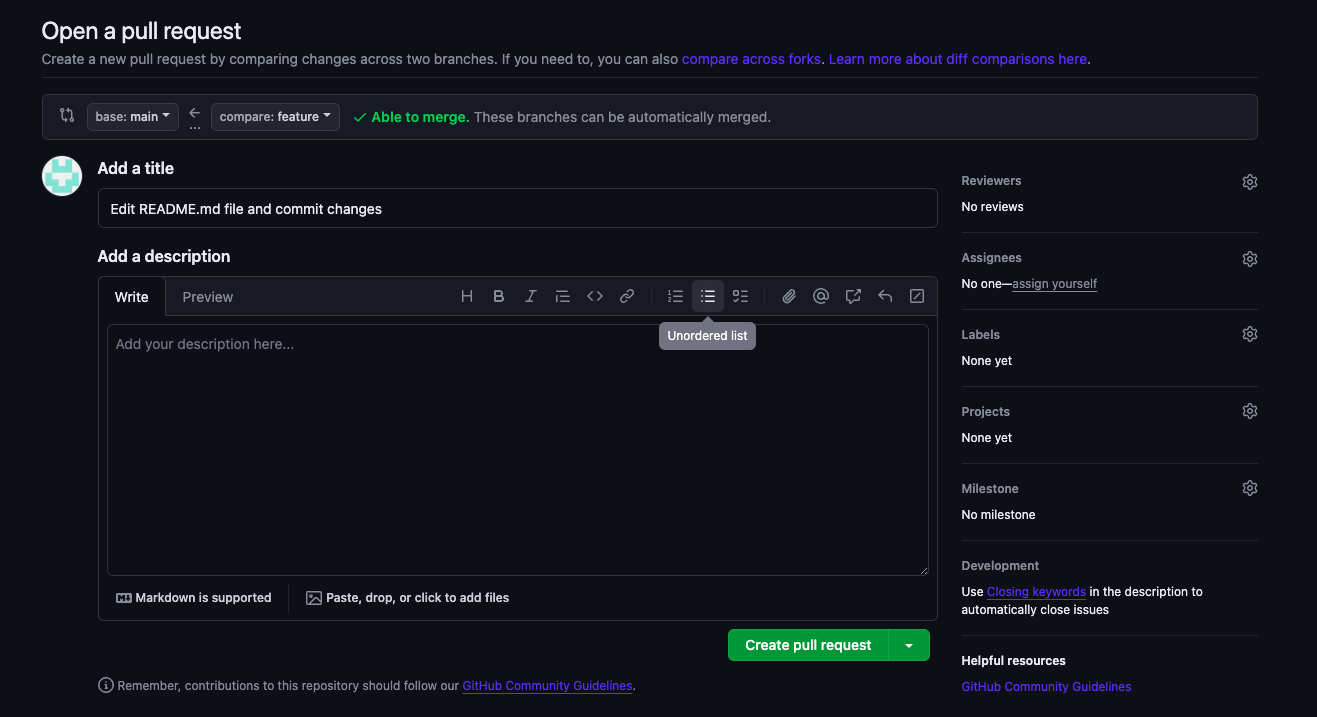 Open a pull request
Create a new pull request by comparing changes across two branches. If you need to, you can also compare across forks. Learn more about diff comparisons here.
base: main
compare: feature
Able to merge. These branches can be automatically merged.
Add a title
Edit README.md file and commit changes
Add a description
Write
Preview
Unordered list
Add your description here...
Markdown is supported
Paste, drop, or click to add files
Create pull request
Remember, contributions to this repository should follow our GitHub Community Guidelines.
Reviewers
No reviews
Assignees
No one—assign yourself
Labels
None yet
Projects
None yet
Milestone
No milestone
Development
Use Closing keywords in the description to
automatically close issues
Helpful resources
GitHub Community Guidelines